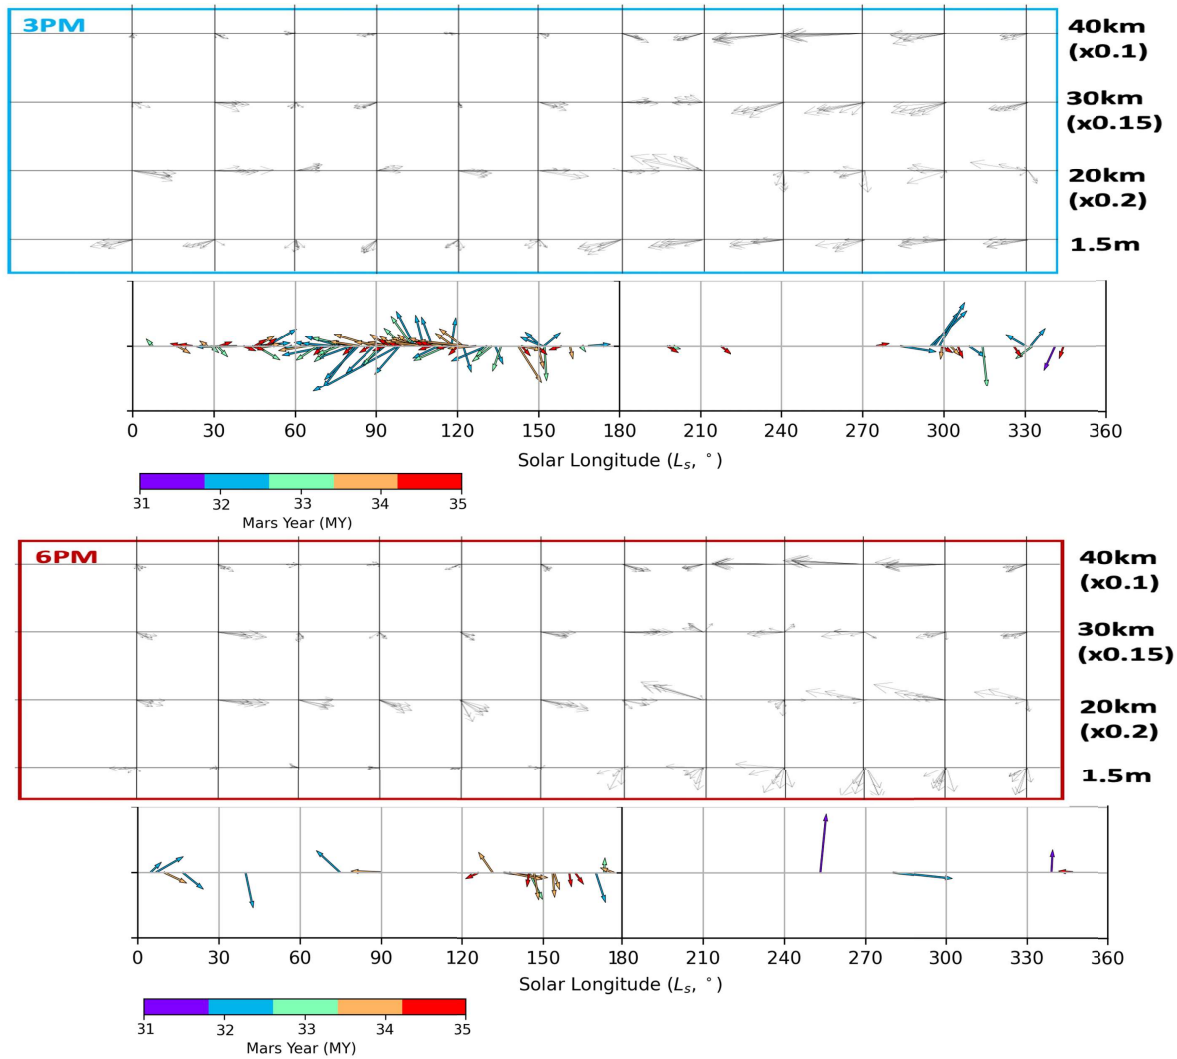 3PM
40km
(x0.1)
30km
(x0.15)
20km
(x0.2)
1.5m
0 30 60 90 120 150 180 210 240 270 300 330 360
Solar Longitude (Ls, °)
31 32 33 34 35
Mars Year (MY)
6PM
40km
(x0.1)
30km
(x0.15)
20km
(x0.2)
1.5m
0 30 60 90 120 150 180 210 240 270 300 330 360
Solar Longitude (Ls, °)
31 32 33 34 35
Mars Year (MY)